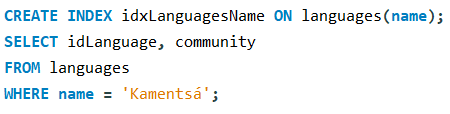 CREATE INDEX idxLanguagesName ON languages(name);
SELECT idLanguage, community
FROM languages
WHERE name = 'Kamentsá';